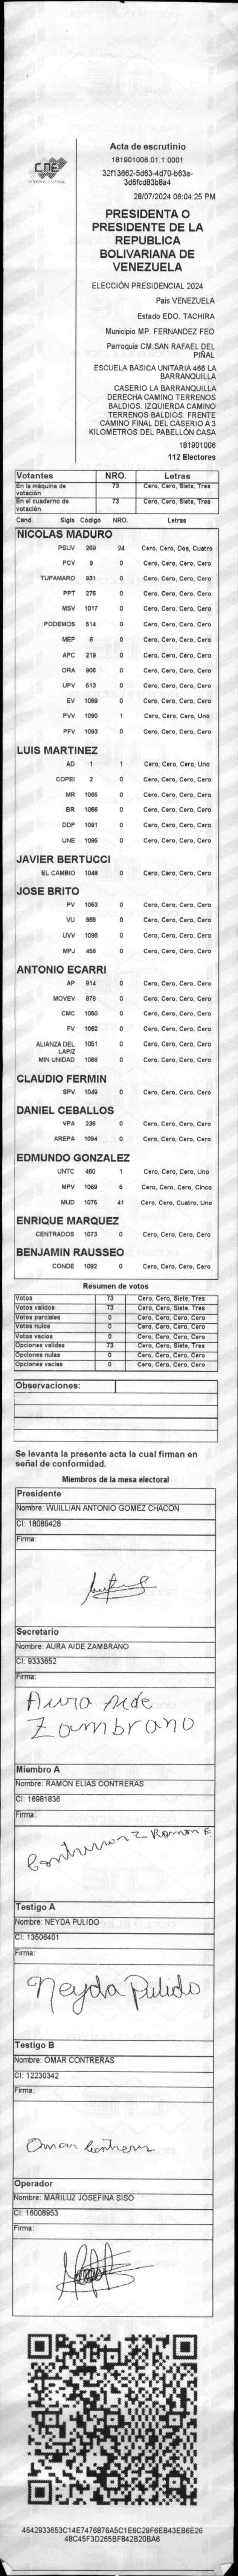 CNE
Acta de escrutinio
181901006.01.1.0001
32f13662-5d63-4d70-b63a-
3d6fcd83b8a4
28/07/2024 06:04:25 PM
PRESIDENTA O
PRESIDENTE DE LA
REPUBLICA
BOLIVARIANA DE
VENEZUELA
ELECCIÓN PRESIDENCIAL 2024
Pais VENEZUELA
Estado EDO. TACHIRA
Municipio MP. FERNANDEZ FEO
Parroquia CM.SAN RAFAEL DEL
PIÑAL
ESCUELA BÁSICA UNITARIA 466 LA
BARRANQUILLA
CASERIO LA BARRANQUILLA
DERECHA CAMINO TERRENOS
BALDIOS. IZQUIERDA CAMINO
TERRENOS BALDIOS. FRENTE
CAMINO FINAL DEL CASERIO A 3
KILOMETROS DEL PABELLÓN CASA
181901006
112 Electores
Votantes NRO. Letras
En la máquina de votación 73 Cero, Cero, Siete, Tres
En el cuaderno de votación 73 Cero, Cero, Siete, Tres
Cand. Sigls Código NRO. Letras
NICOLAS MADURO
PSUV 269 24 Cero, Cero, Dos, Cuatro
PCV 9 0 Cero, Cero, Cero, Cero
TUPAMARO 931 0 Cero, Cero, Cero, Cero
PPT 276 0 Cero, Cero, Cero, Cero
MSV 1017 0 Cero, Cero, Cero, Cero
PODEMOS 514 0 Cero, Cero, Cero, Cero
MEP 6 0 Cero, Cero, Cero, Cero
APC 219 0 Cero, Cero, Cero, Cero
ORA 906 0 Cero, Cero, Cero, Cero
UPV 613 0 Cero, Cero, Cero, Cero
EV 1089 0 Cero, Cero, Cero, Cero
PVV 1090 1 Cero, Cero, Cero, Uno
PFV 1093 0 Cero, Cero, Cero, Cero
LUIS MARTINEZ
AD 1 1 Cero, Cero, Cero, Uno
COPEI 2 0 Cero, Cero, Cero, Cero
MR 1065 0 Cero, Cero, Cero, Cero
BR 1066 0 Cero, Cero, Cero, Cero
DDP 1091 0 Cero, Cero, Cero, Cero
UNE 1095 0 Cero, Cero, Cero, Cero
JAVIER BERTUCCI
EL CAMBIO 1048 0 Cero, Cero, Cero, Cero
JOSE BRITO
PV 1053 0 Cero, Cero, Cero, Cero
VU 868 0 Cero, Cero, Cero, Cero
UVV 1096 0 Cero, Cero, Cero, Cero
MPJ 458 0 Cero, Cero, Cero, Cero
ANTONIO ECARRI
AP 914 0 Cero, Cero, Cero, Cero
MOVEV 878 0 Cero, Cero, Cero, Cero
CMC 1050 0 Cero, Cero, Cero, Cero
FV 1052 0 Cero, Cero, Cero, Cero
ALIANZA DEL LAPIZ 1051 0 Cero, Cero, Cero, Cero
MIN UNIDAD 1068 0 Cero, Cero, Cero, Cero
CLAUDIO FERMIN
SPV 1049 0 Cero, Cero, Cero, Cero
DANIEL CEBALLOS
VPA 236 0 Cero, Cero, Cero, Cero
AREPA 1094 0 Cero, Cero, Cero, Cero
EDMUNDO GONZALEZ
UNTC 460 1 Cero, Cero, Cero, Uno
MPV 1069 5 Cero, Cero, Cero, Cinco
MUD 1075 41 Cero, Cero, Cuatro, Uno
ENRIQUE MARQUEZ
CENTRADOS 1073 0 Cero, Cero, Cero, Cero
BENJAMIN RAUSSEO
CONDE 1092 0 Cero, Cero, Cero, Cero
Resumen de votos
Votos 73 Cero, Cero, Siete, Tres
Votos validos 73 Cero, Cero, Siete, Tres
Votos parciales 0 Cero, Cero, Cero, Cero
Votos nulos 0 Cero, Cero, Cero, Cero
Votos vacios 0 Cero, Cero, Cero, Cero
Opciones validas 73 Cero, Cero, Siete, Tres
Opciones nulas 0 Cero, Cero, Cero, Cero
Opciones vacias 0 Cero, Cero, Cero, Cero
Observaciones:
Se levanta la presente acta la cual firman en
señal de conformidad.
Miembros de la mesa electoral
Presidente
Nombre: WUILLIAN ANTONIO GOMEZ CHACON
CI: 18089428
Firma:
Secretario
Nombre: AURA AIDE ZAMBRANO
CI: 9333652
Firma:
Aura Aide
Zambrano
Miembro A
Nombre: RAMON ELIAS CONTRERAS
CI: 16981836
Firma:
Contreras Ramon E.
Testigo A
Nombre: NEYDA PULIDO
CI: 13506401
Firma:
Neyda Pulido
Testigo B
Nombre: OMAR CONTRERAS
CI: 12230342
Firma:
Omar Contreras
Operador
Nombre: MARILUZ JOSEFINA SISO
CI: 16008953
Firma:
4642933653C14E7476876A5C1E6C29F6EB43EB6E26
48C45F3D265BFB42B20BA6